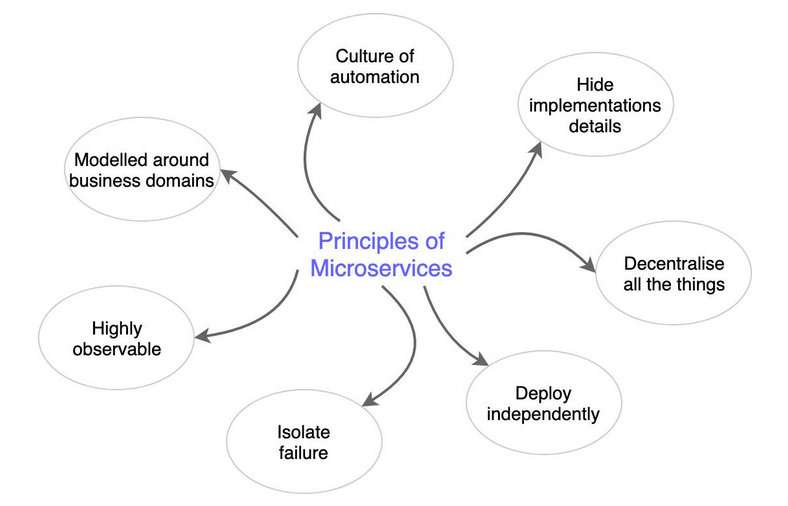 Culture of
automation
Hide
implementations
details
Modelled around
business domains
Principles of
Microservices
Decentralise
all the things
Highly
observable
Deploy
independently
Isolate
failure